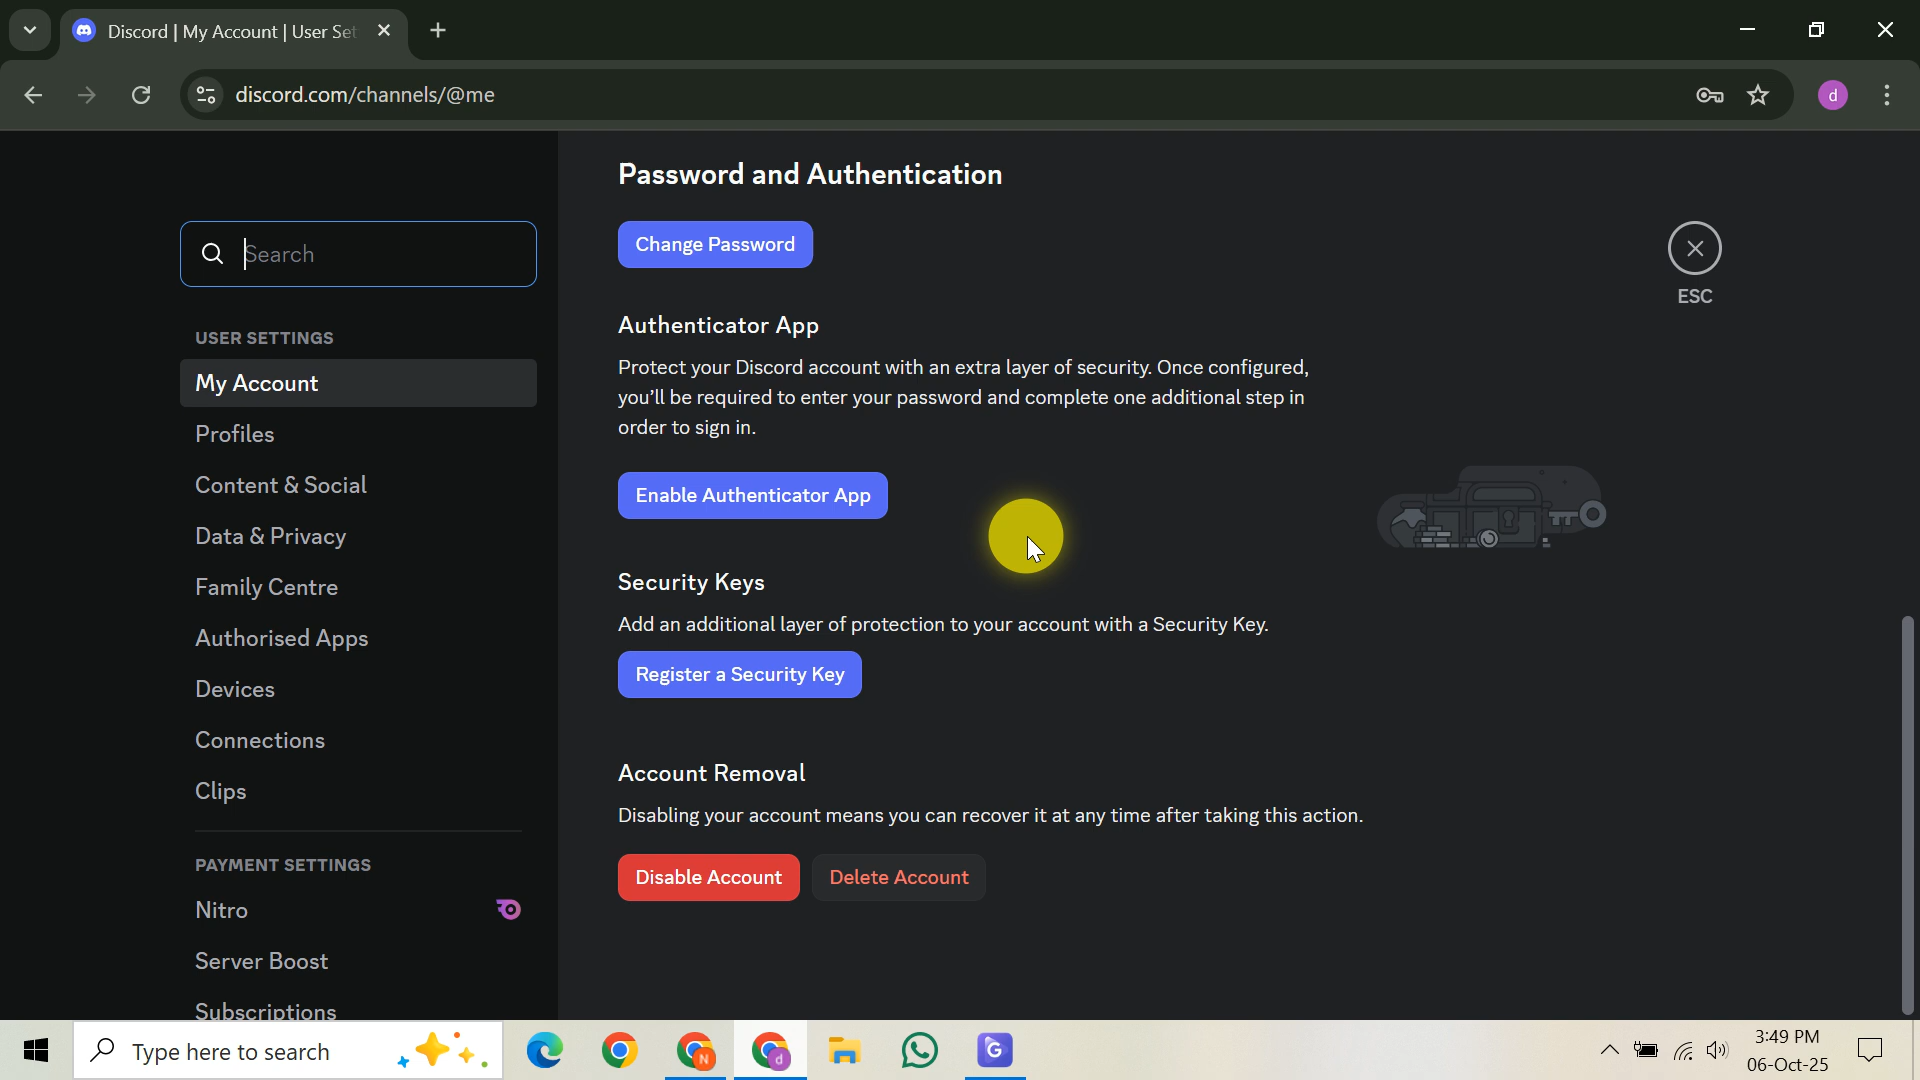 Discord | My Account | User Set
discord.com/channels/@me
d
Search
USER SETTINGS
My Account
Profiles
Content & Social
Data & Privacy
Family Centre
Authorised Apps
Devices
Connections
Clips
PAYMENT SETTINGS
Nitro
Server Boost
Subscriptions
Password and Authentication
Change Password
ESC
Authenticator App
Protect your Discord account with an extra layer of security. Once configured,
you'll be required to enter your password and complete one additional step in
order to sign in.
Enable Authenticator App
Security Keys
Add an additional layer of protection to your account with a Security Key.
Register a Security Key
Account Removal
Disabling your account means you can recover it at any time after taking this action.
Disable Account
Delete Account
Type here to search
N
d
G
3:49 PM
06-Oct-25